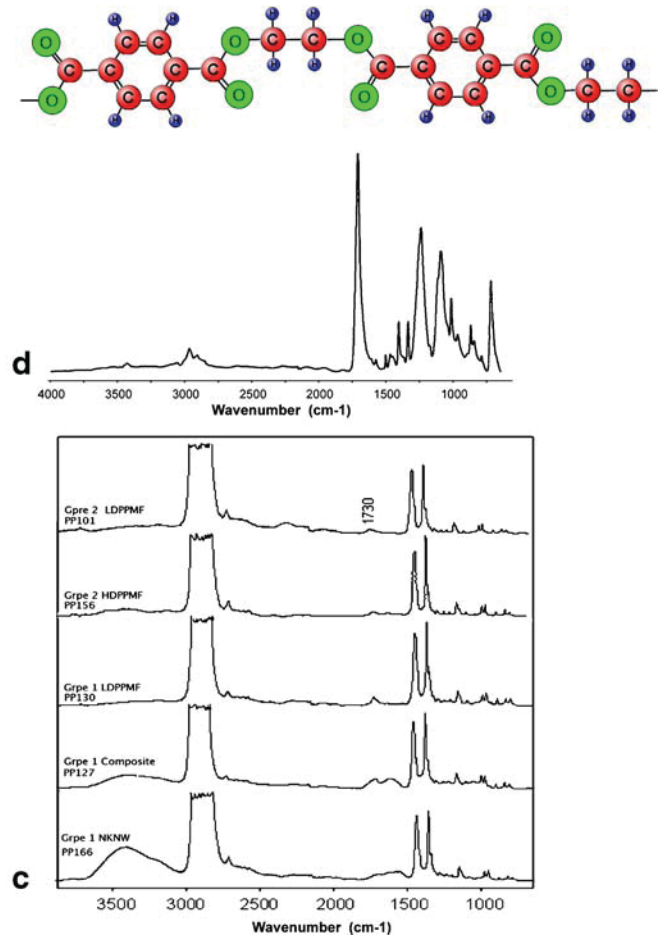 O O H H O O H H
H H H H
C C C C C C C C C C C C C C C C C C C C
O O H H O O H H
H H H H
d
4000 3500 3000 2500 2000 1500 1000
Wavenumber (cm-1)
Gpre 2 LDPPMF
PP101
1730
Grpe 2 HDPPMF
PP156
Grpe 1 LDPPMF
PP130
Grpe 1 Composite
PP127
Grpe 1 NKNW
PP166
c
3500 3000 2500 2000 1500 1000
Wavenumber (cm-1)